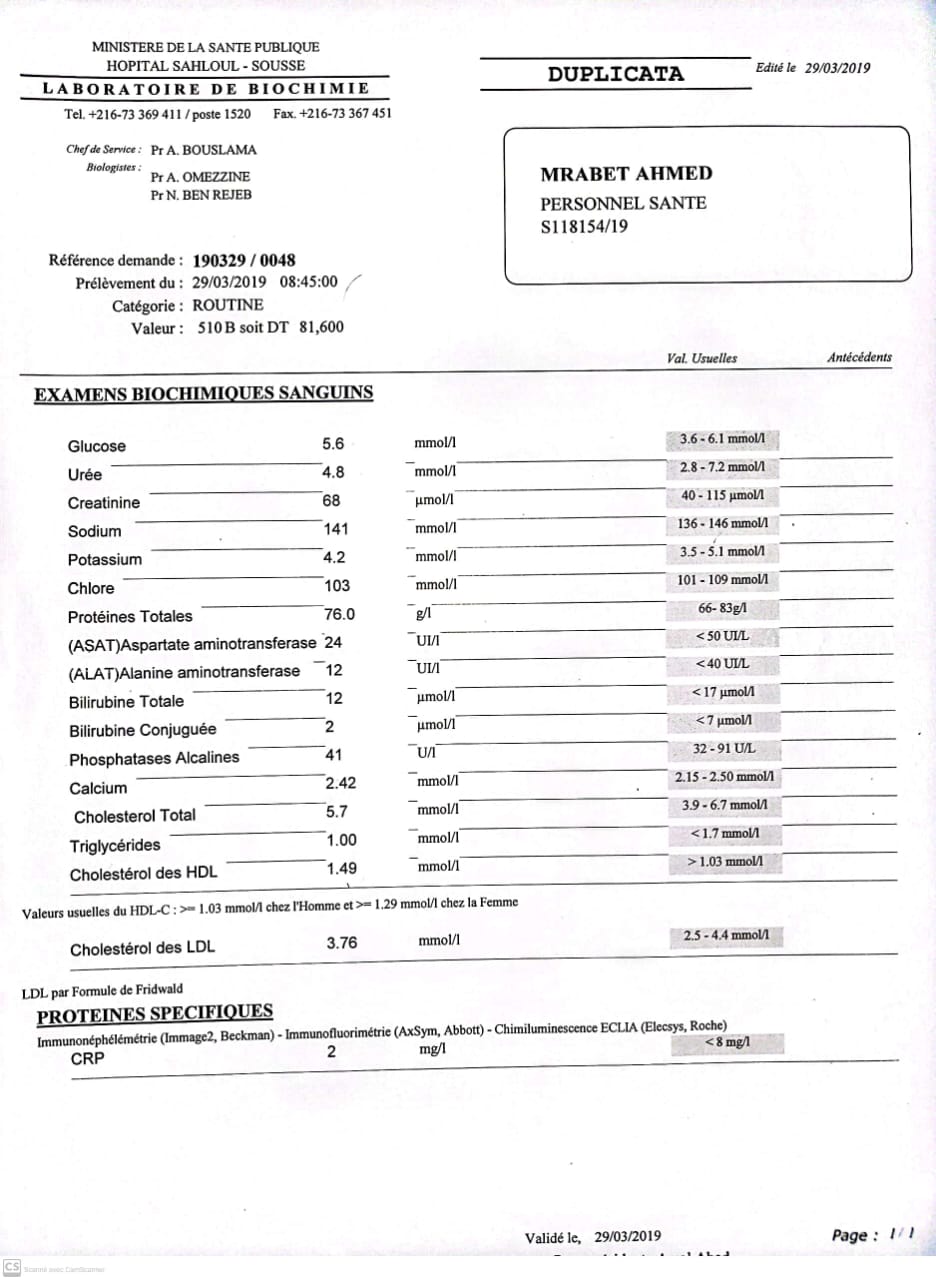 MINISTERE DE LA SANTE PUBLIQUE
HOPITAL SAHLOUL - SOUSSE
LABORATOIRE DE BIOCHIMIE
Tel. +216-73 369 411 / poste 1520 Fax. +216-73 367 451
DUPLICATA
Edité le 29/03/2019
Chef de Service : Pr A. BOUSLAMA
Biologistes :
Pr A. OMEZZINE
Pr N. BEN REJEB
MRABET AHMED
PERSONNEL SANTE
S118154/19
Référence demande : 190329 / 0048
Prélèvement du : 29/03/2019 08:45:00
Catégorie : ROUTINE
Valeur : 510 B soit DT 81,600
Val. Usuelles Antécédents
EXAMENS BIOCHIMIQUES SANGUINS
Glucose 5.6 mmol/l 3.6 - 6.1 mmol/l
Urée 4.8 mmol/l 2.8 - 7.2 mmol/l
Creatinine 68 µmol/l 40 - 115 µmol/l
Sodium 141 mmol/l 136 - 146 mmol/l
Potassium 4.2 mmol/l 3.5 - 5.1 mmol/l
Chlore 103 mmol/l 101 - 109 mmol/l
Protéines Totales 76.0 g/l 66- 83g/l
(ASAT)Aspartate aminotransferase 24 UI/l < 50 UI/L
(ALAT)Alanine aminotransferase 12 UI/l < 40 UI/L
Bilirubine Totale 12 µmol/l < 17 µmol/l
Bilirubine Conjuguée 2 µmol/l < 7 µmol/l
Phosphatases Alcalines 41 U/l 32 - 91 U/L
Calcium 2.42 mmol/l 2.15 - 2.50 mmol/l
Cholesterol Total 5.7 mmol/l 3.9 - 6.7 mmol/l
Triglycérides 1.00 mmol/l < 1.7 mmol/l
Cholestérol des HDL 1.49 mmol/l > 1.03 mmol/l
Valeurs usuelles du HDL-C : >= 1.03 mmol/l chez l'Homme et >= 1.29 mmol/l chez la Femme
Cholestérol des LDL 3.76 mmol/l 2.5 - 4.4 mmol/l
LDL par Formule de Fridwald
PROTEINES SPECIFIQUES
Immunonéphélémétrie (Immage2, Beckman) - Immunofluorimétrie (AxSym, Abbott) - Chimiluminescence ECLIA (Elecsys, Roche)
CRP 2 mg/l < 8 mg/l
Validé le, 29/03/2019
Page : 1 / 1
CS Scanné avec CamScanner